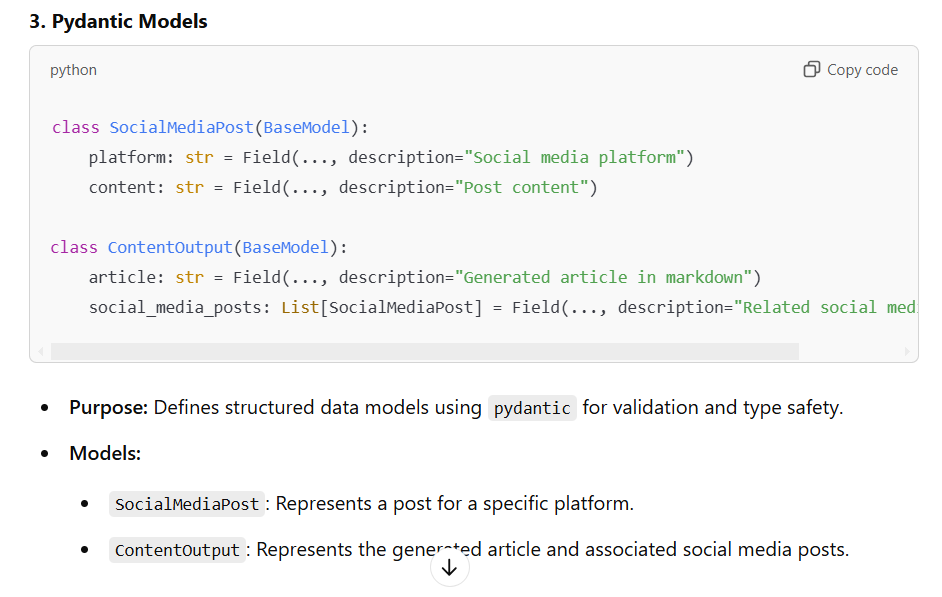 3. Pydantic Models
python
Copy code
class SocialMediaPost(BaseModel):
    platform: str = Field(..., description="Social media platform")
    content: str = Field(..., description="Post content")
class ContentOutput(BaseModel):
    article: str = Field(..., description="Generated article in markdown")
    social_media_posts: List[SocialMediaPost] = Field(..., description="Related social med
• Purpose: Defines structured data models using pydantic for validation and type safety.
• Models:
• SocialMediaPost: Represents a post for a specific platform.
• ContentOutput: Represents the generated article and associated social media posts.